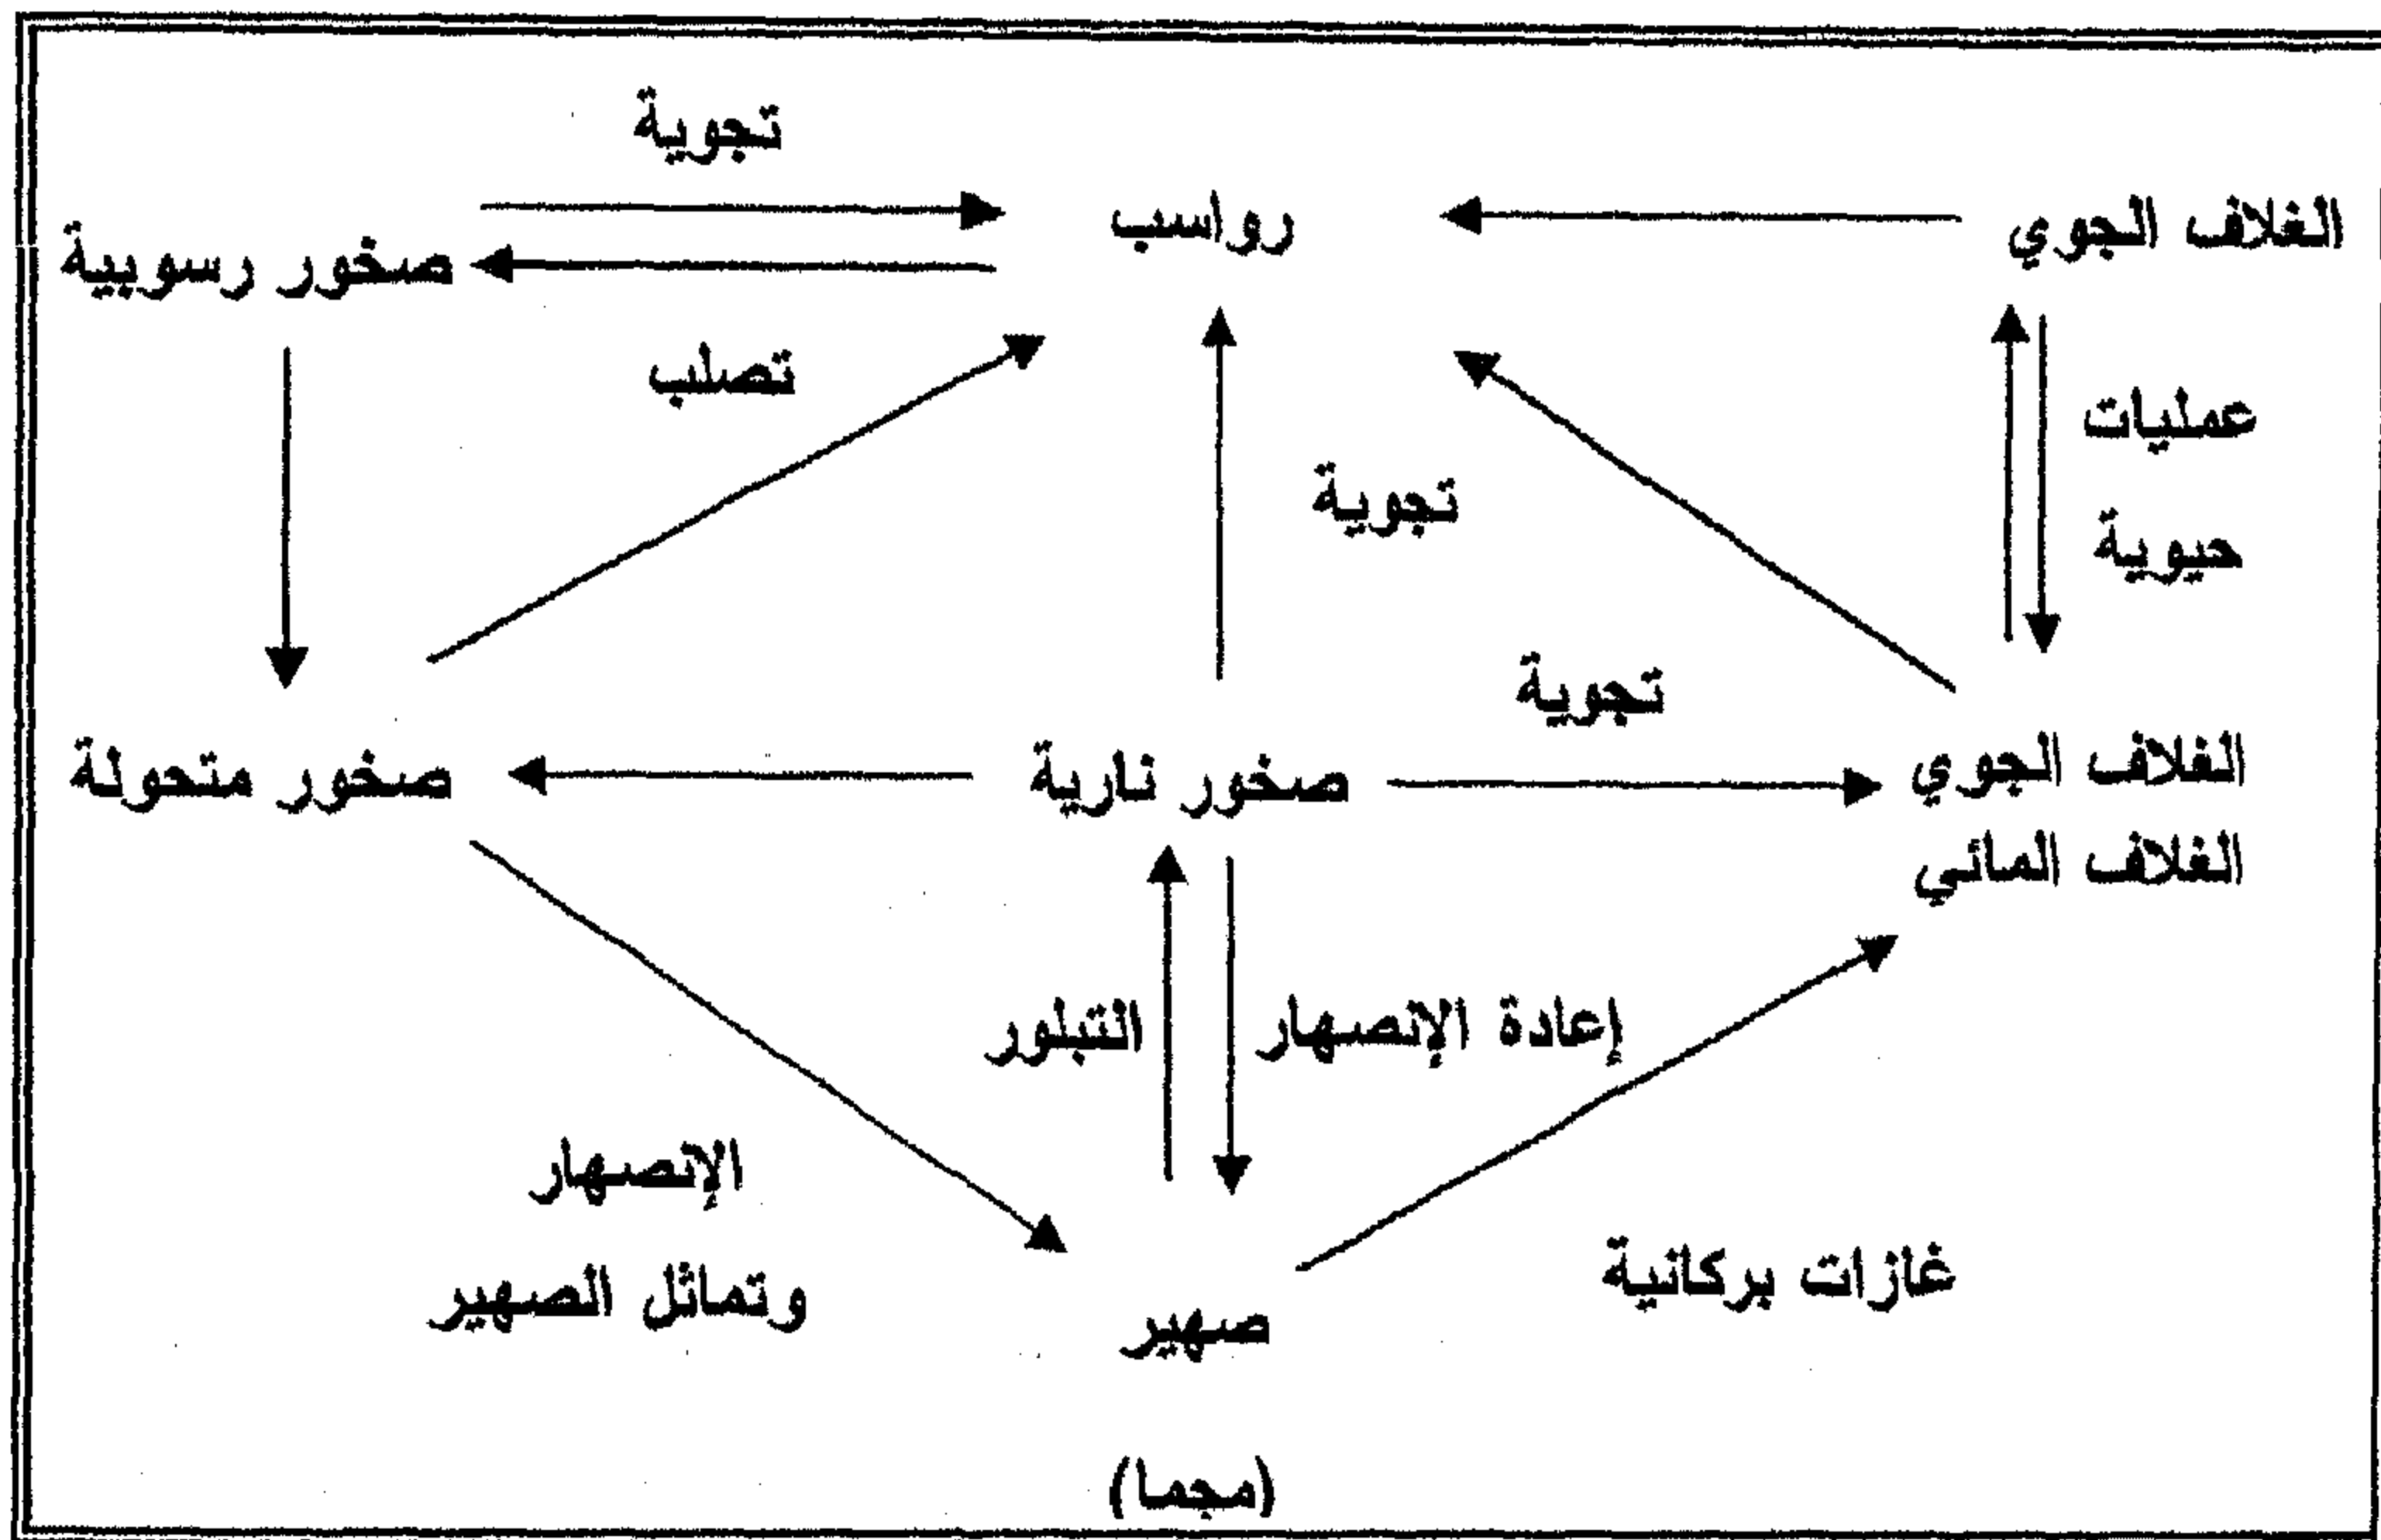 تجوية
الغلاف الجوي
رواسب
صخور رسوبية
تصلب
عمليات
حيوية
تجوية
تجوية
الغلاف الجوي
الغلاف المائي
صخور نارية
صخور متحولة
إعادة الإنصهار
التبلور
الإنصهار
وتماثل الصهير
غازات بركانية
صهير
(مجما)